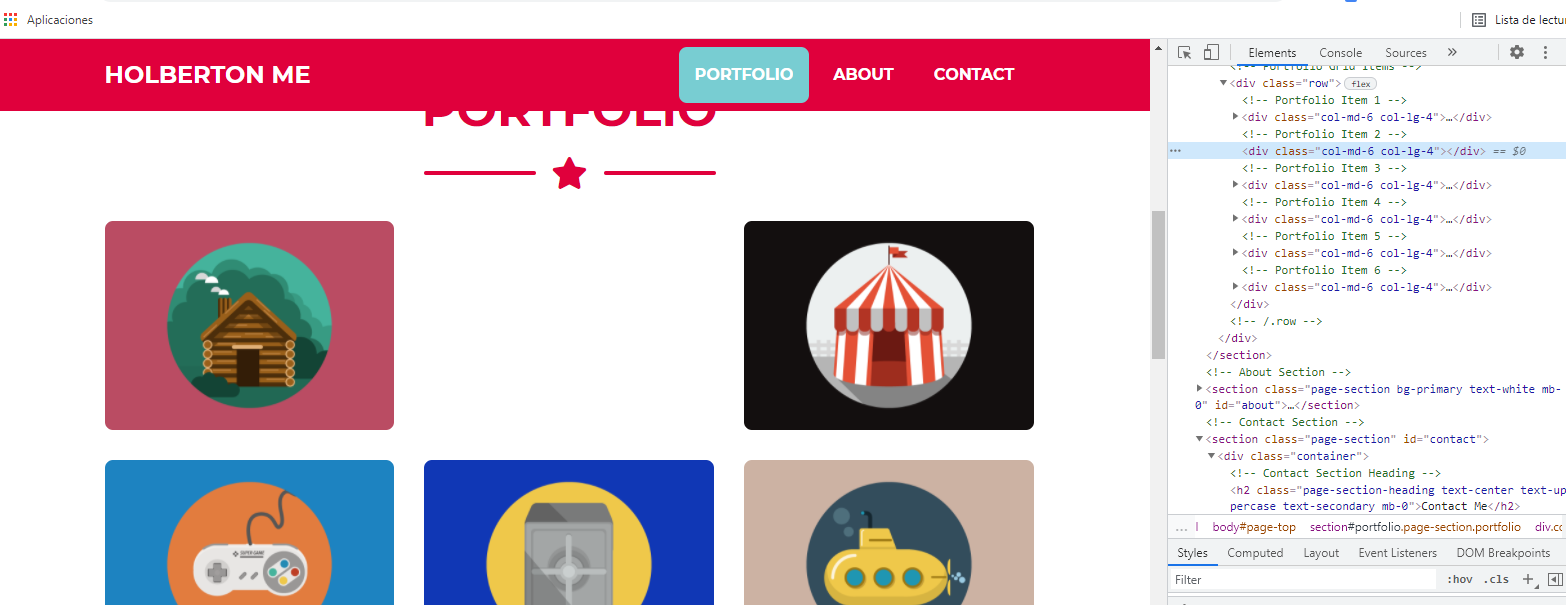 Aplicaciones
Lista de lectu
HOLBERTON ME
PORTFOLIO
ABOUT
CONTACT
PORTFOLIO
SUPER GAME
Elements Console Sources »
<!-- Portfolio Grid Items -->
<div class="row"> flex
<!-- Portfolio Item 1 -->
<div class="col-md-6 col-lg-4">…</div>
<!-- Portfolio Item 2 -->
... <div class="col-md-6 col-lg-4"></div> == $0
<!-- Portfolio Item 3 -->
<div class="col-md-6 col-lg-4">…</div>
<!-- Portfolio Item 4 -->
<div class="col-md-6 col-lg-4">…</div>
<!-- Portfolio Item 5 -->
<div class="col-md-6 col-lg-4">…</div>
<!-- Portfolio Item 6 -->
<div class="col-md-6 col-lg-4">…</div>
</div>
<!-- /.row -->
</div>
</section>
<!-- About Section -->
<section class="page-section bg-primary text-white mb-
0" id="about">…</section>
<!-- Contact Section -->
<section class="page-section" id="contact">
<div class="container">
<!-- Contact Section Heading -->
<h2 class="page-section-heading text-center text-up
percase text-secondary mb-0">Contact Me</h2>
... l body#page-top section#portfolio.page-section.portfolio div.cc
Styles Computed Layout Event Listeners DOM Breakpoints
Filter :hov .cls +